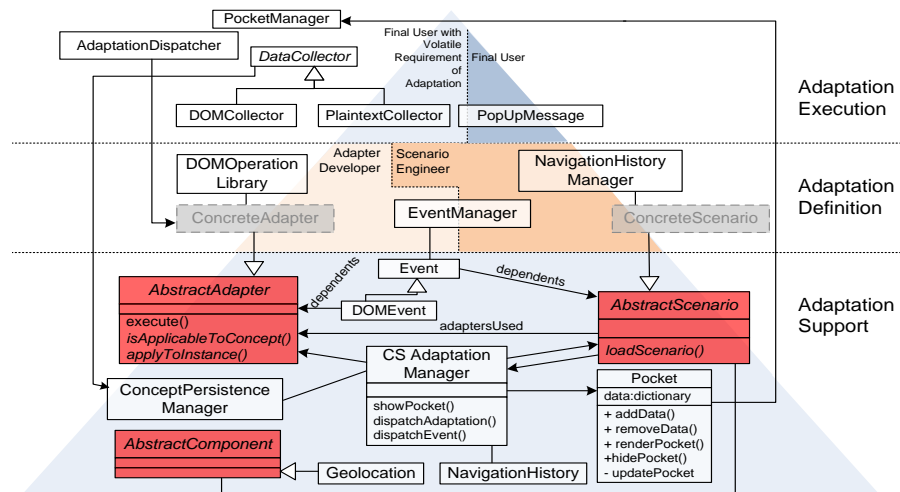 PocketManager
AdaptationDispatcher
DataCollector
Final User with
Volatile
Requirement
of
Adaptation
Final User
DOMCollector
PlaintextCollector
PopUpMessage
Adaptation
Execution
DOMOperation
Library
Adapter
Developer
Scenario
Engineer
NavigationHistory
Manager
ConcreteAdapter
EventManager
ConcreteScenario
Adaptation
Definition
Event
dependents
dependents
AbstractAdapter
execute()
isApplicableToConcept()
applyToInstance()
DOMEvent
adaptersUsed
AbstractScenario
loadScenario()
Adaptation
Support
CS Adaptation
Manager
showPocket()
dispatchAdaptation()
dispatchEvent()
ConceptPersistence
Manager
Pocket
data:dictionary
+ addData()
+ removeData()
+ renderPocket()
+hidePocket()
- updatePocket
AbstractComponent
Geolocation
NavigationHistory